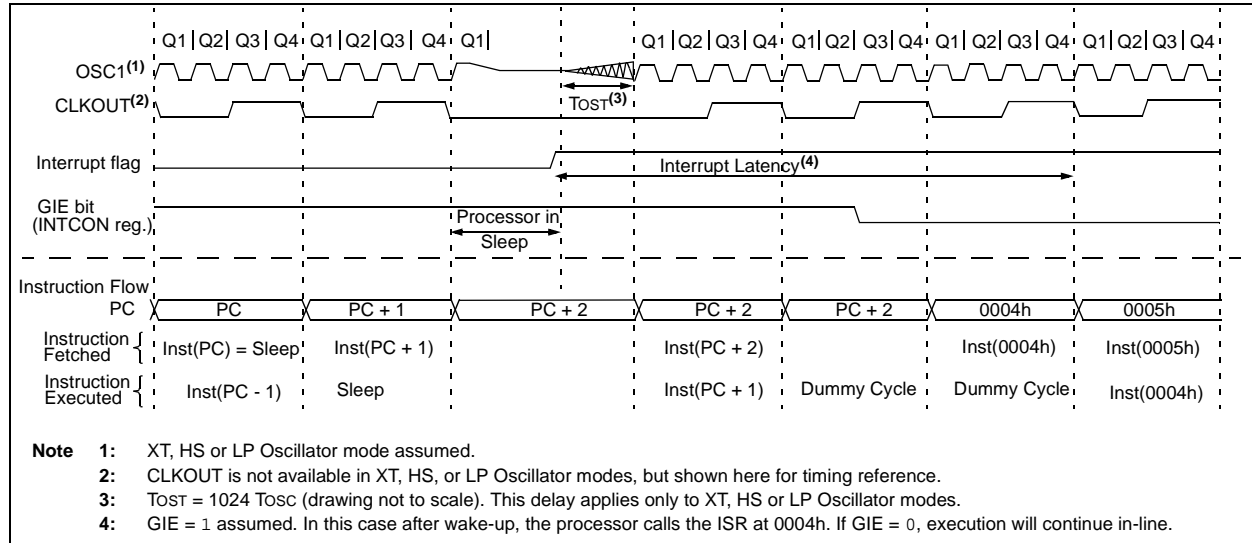 Q1 | Q2 | Q3 | Q4 Q1 | Q2 | Q3 | Q4 Q1 | Q1 | Q2 | Q3 | Q4 Q1 | Q2 | Q3 | Q4 Q1 | Q2 | Q3 | Q4 Q1 | Q2 | Q3 | Q4
OSC1(1)
CLKOUT(2) TOST(3)
Interrupt flag Interrupt Latency(4)
GIE bit
(INTCON reg.) Processor in
Sleep
Instruction Flow
PC PC PC + 1 PC + 2 PC + 2 PC + 2 0004h 0005h
Instruction
Fetched { Inst(PC) = Sleep Inst(PC + 1) Inst(PC + 2) Inst(0004h) Inst(0005h)
Instruction
Executed { Inst(PC - 1) Sleep Inst(PC + 1) Dummy Cycle Dummy Cycle Inst(0004h)
Note 1: XT, HS or LP Oscillator mode assumed.
2: CLKOUT is not available in XT, HS, or LP Oscillator modes, but shown here for timing reference.
3: TOST = 1024 TOSC (drawing not to scale). This delay applies only to XT, HS or LP Oscillator modes.
4: GIE = 1 assumed. In this case after wake-up, the processor calls the ISR at 0004h. If GIE = 0, execution will continue in-line.